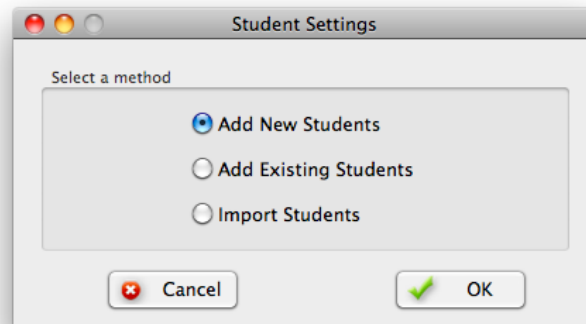 Student Settings
Select a method
Add New Students
Add Existing Students
Import Students
Cancel
OK